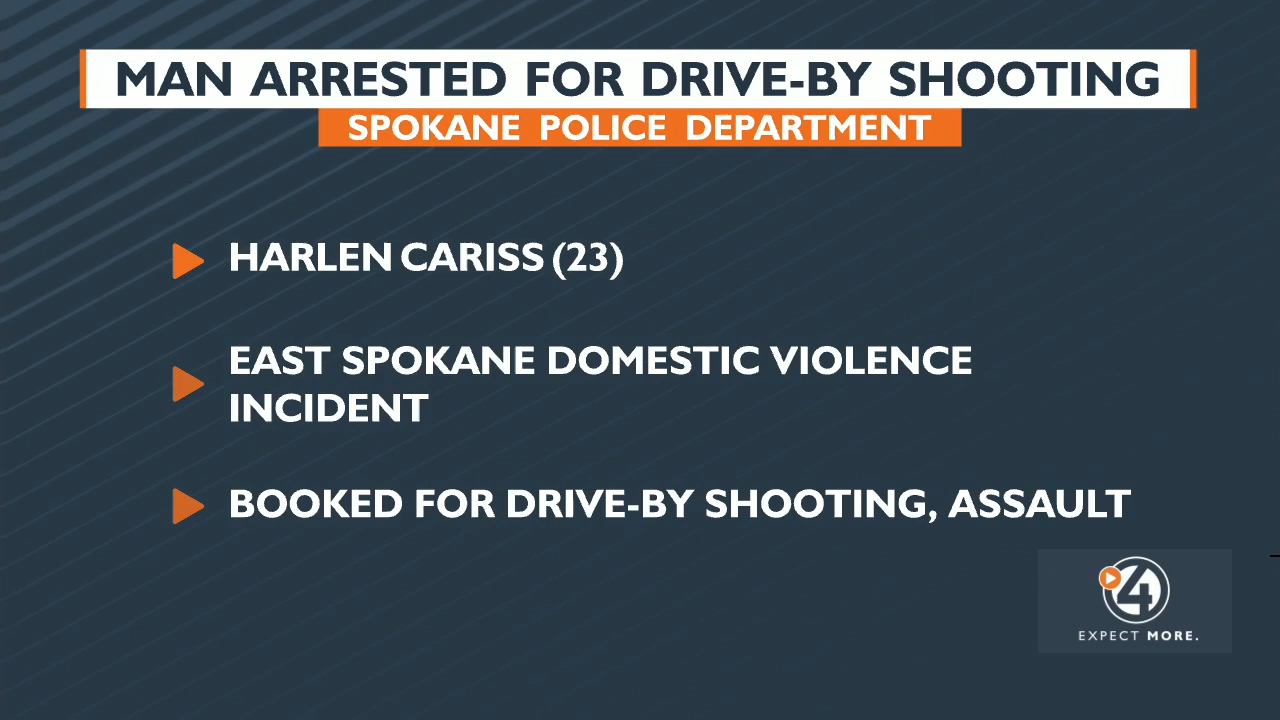 MAN ARRESTED FOR DRIVE-BY SHOOTING
SPOKANE POLICE DEPARTMENT
HARLEN CARISS (23)
EAST SPOKANE DOMESTIC VIOLENCE
INCIDENT
BOOKED FOR DRIVE-BY SHOOTING, ASSAULT
4
EXPECT MORE.